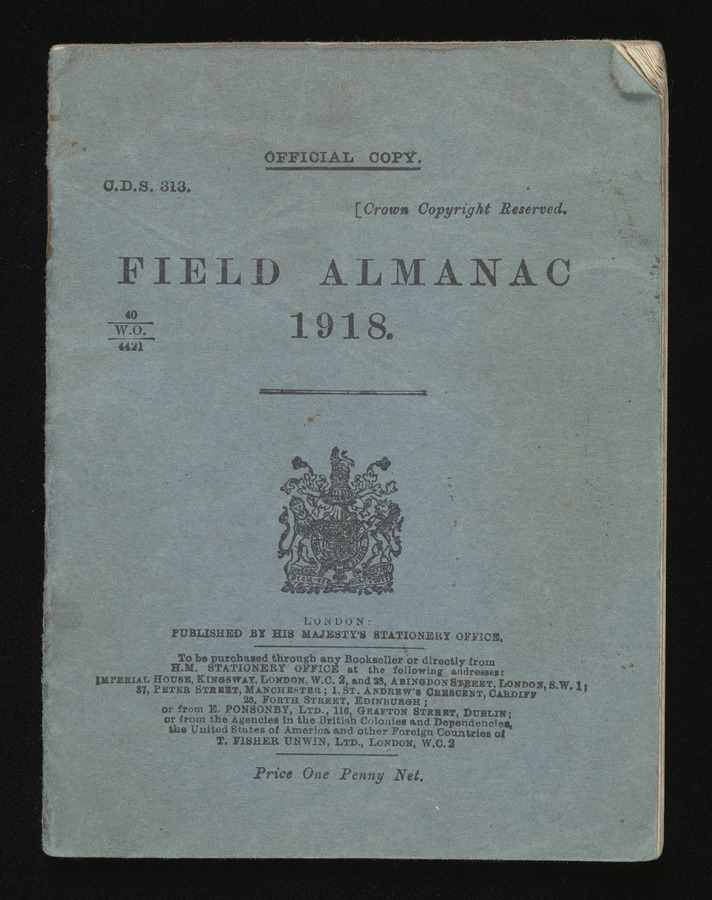 OFFICIAL COPY.
C.D.S. 313.
[Crown Copyright Reserved.
FIELD ALMANAC
1918.
40
W.O.
4421
LONDON:
PUBLISHED BY HIS MAJESTY'S STATIONERY OFFICE.
To be purchased through any Bookseller or directly from
H.M. STATIONERY OFFICE at the following addresses:
IMPERIAL HOUSE, KINGSWAY, LONDON, W.C. 2, and 28, ABINGDON STREET, LONDON, S.W. 1;
37, PETER STREET, MANCHESTER; 1, ST. ANDREW'S CRESCENT, CARDIFF
23, FORTH STREET, EDINBURGH;
or from E. PONSONBY, LTD., 116, GRAFTON STREET, DUBLIN;
or from the Agencies in the British Colonies and Dependencies,
the United States of America and other Foreign Countries of
T. FISHER UNWIN, LTD., LONDON, W.C. 2
Price One Penny Net.